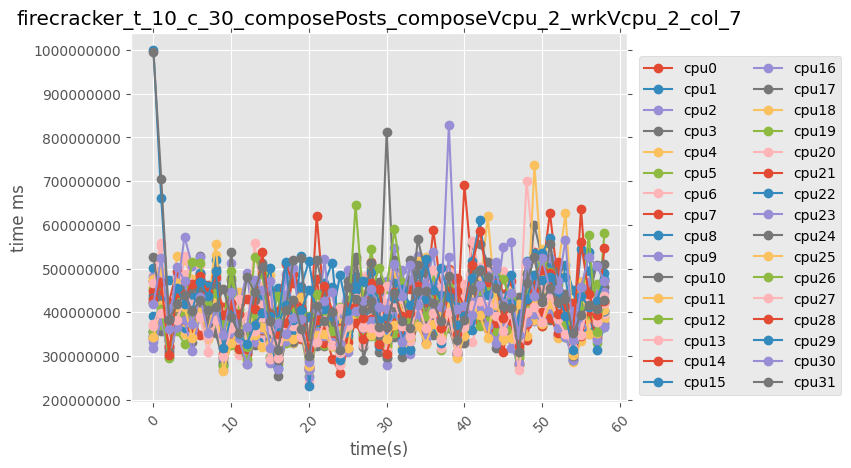 firecracker_t_10_c_30_composePosts_composeVcpu_2_wrkVcpu_2_col_7
time ms
1000000000
900000000
800000000
700000000
600000000
500000000
400000000
300000000
200000000
0
10
20
30
40
50
60
time(s)
cpu0
cpu1
cpu2
cpu3
cpu4
cpu5
cpu6
cpu7
cpu8
cpu9
cpu10
cpu11
cpu12
cpu13
cpu14
cpu15
cpu16
cpu17
cpu18
cpu19
cpu20
cpu21
cpu22
cpu23
cpu24
cpu25
cpu26
cpu27
cpu28
cpu29
cpu30
cpu31